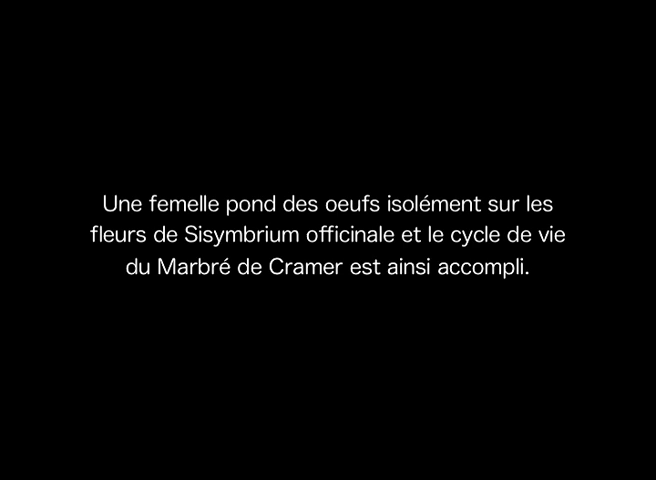 Une femelle pond des oeufs isolément sur les
fleurs de Sisymbrium officinale et le cycle de vie
du Marbré de Cramer est ainsi accompli.